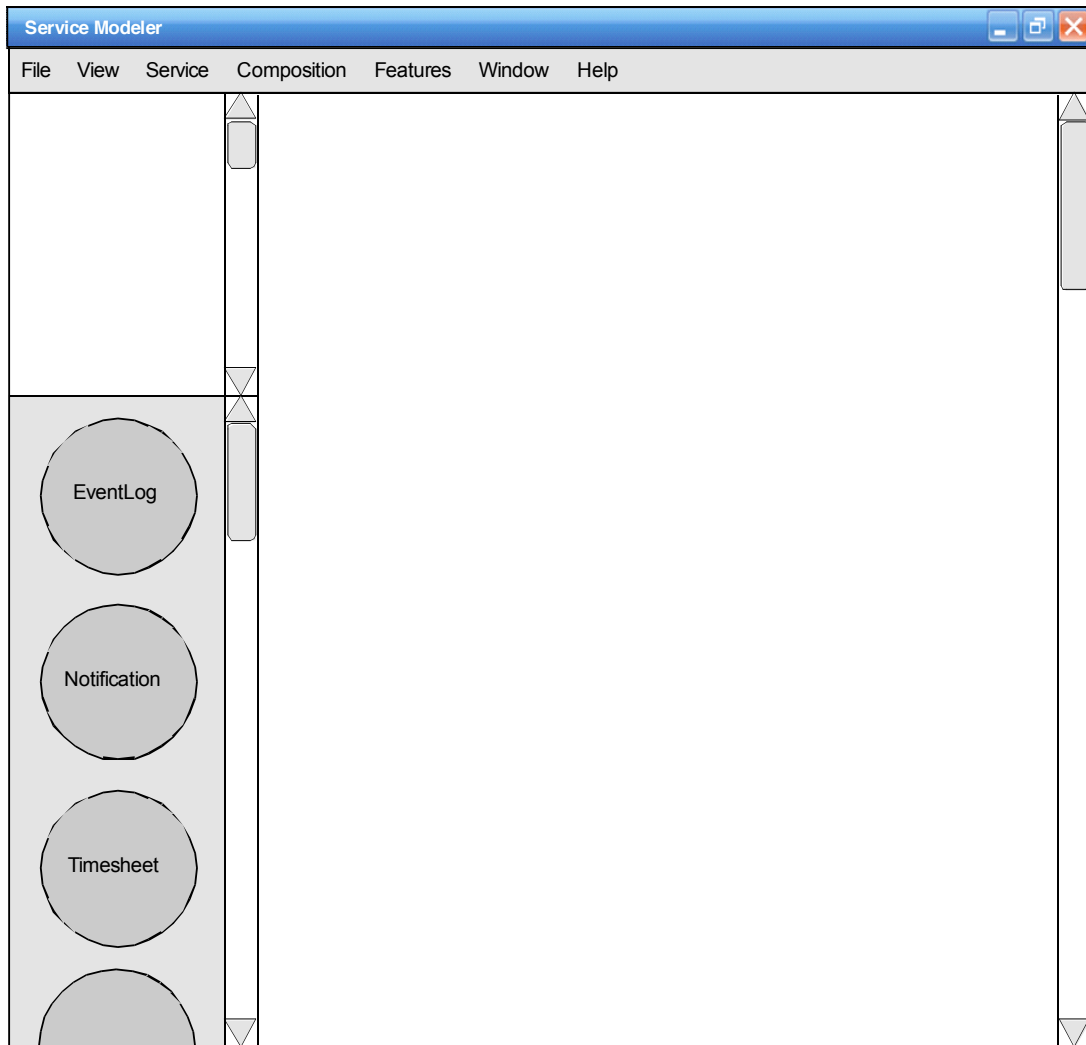 Service Modeler
File View Service Composition Features Window Help
EventLog
Notification
Timesheet